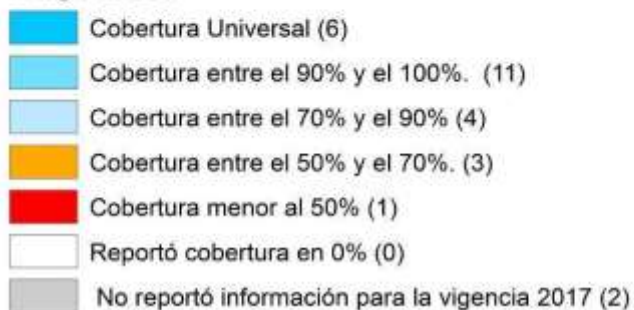 Cobertura Universal (6)
Cobertura entre el 90% y el 100%. (11)
Cobertura entre el 70% y el 90% (4)
Cobertura entre el 50% y el 70%. (3)
Cobertura menor al 50% (1)
Reportó cobertura en 0% (0)
No reportó información para la vigencia 2017 (2)